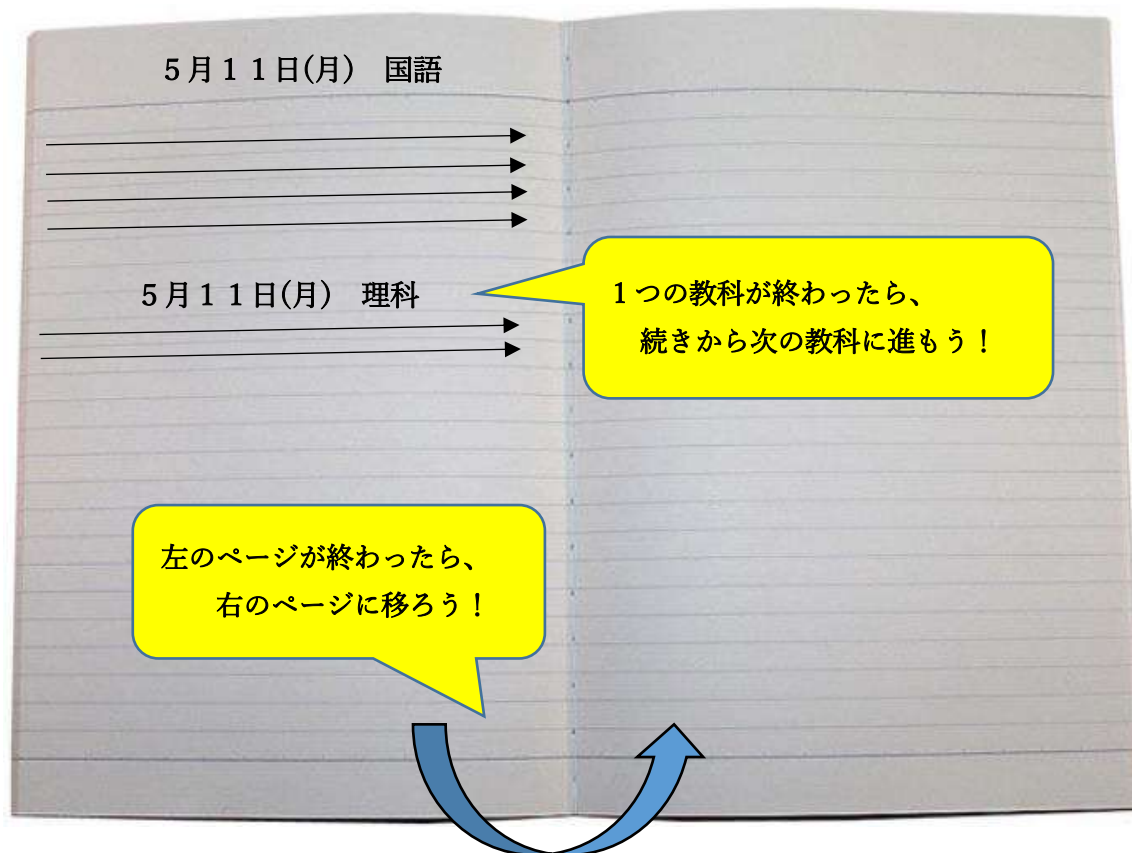 5月11日(月) 国語
5月11日(月) 理科
1つの教科が終わったら、
続きから次の教科に進もう！
左のページが終わったら、
右のページに移ろう！